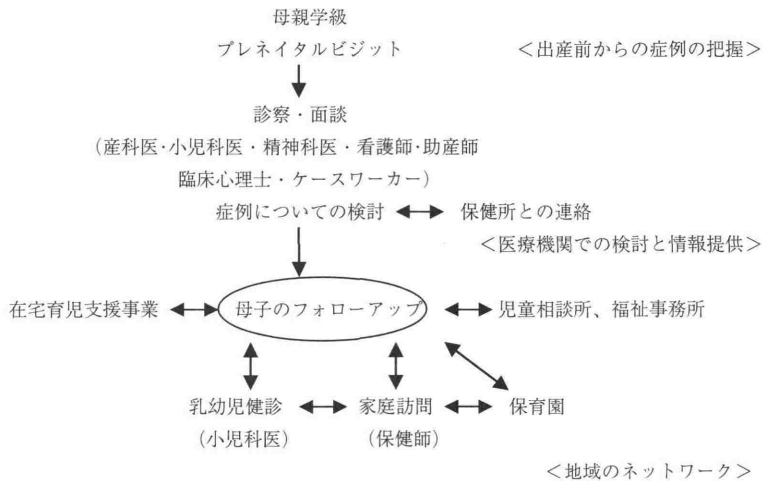 母親学級
プレネイタルビジット
＜出産前からの症例の把握＞
診察・面談
（産科医・小児科医・精神科医・看護師・助産師
臨床心理士・ケースワーカー）
症例についての検討
保健所との連絡
＜医療機関での検討と情報提供＞
在宅育児支援事業
母子のフォローアップ
児童相談所、福祉事務所
乳幼児健診
家庭訪問
保育園
（小児科医）
（保健師）
＜地域のネットワーク＞